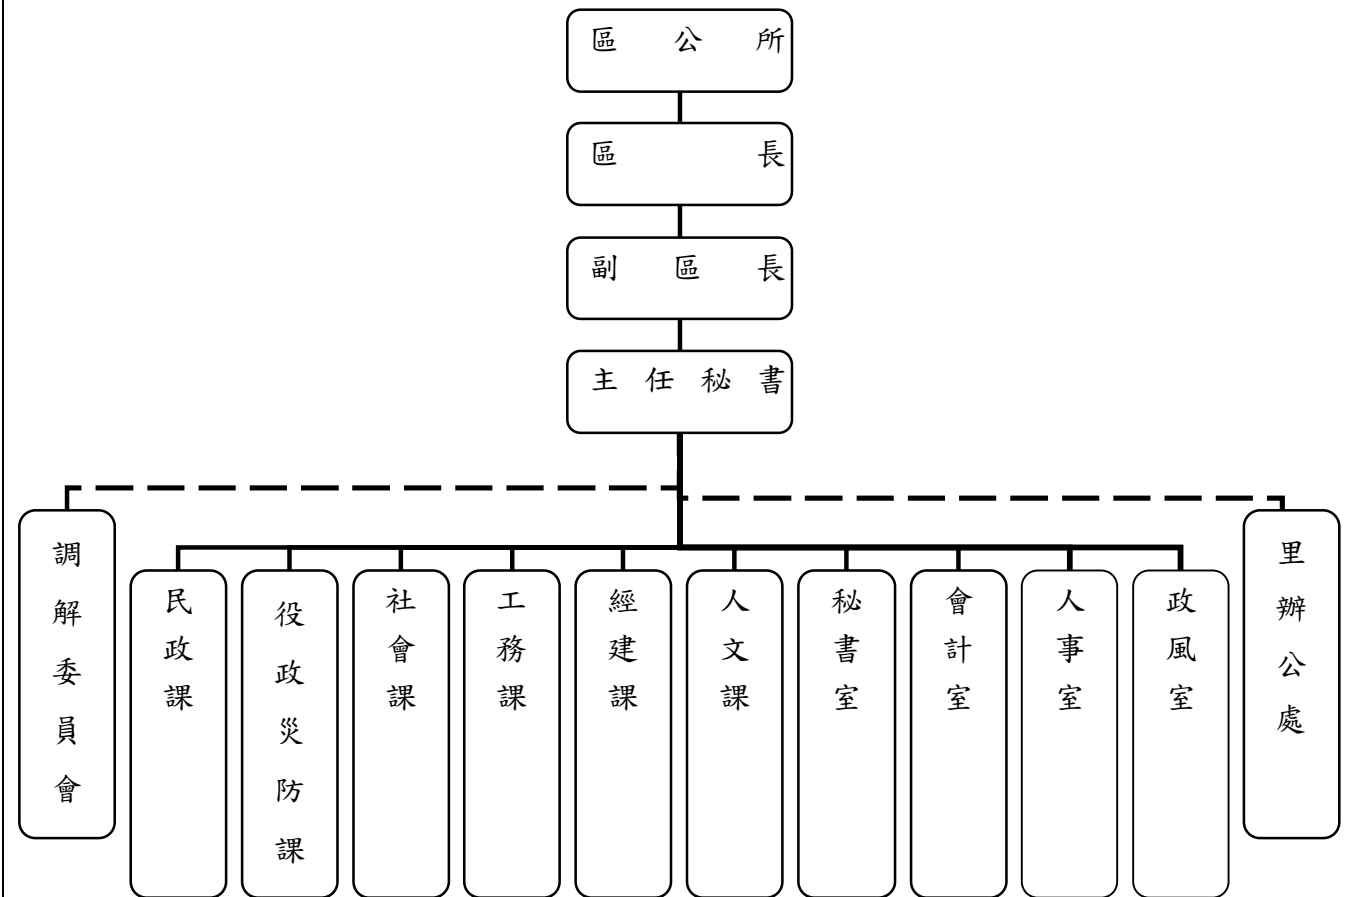 區公所
區長
副區長
主任秘書
調解委員會
民政課
役政災防課
社會課
工務課
經建課
人文課
秘書室
會計室
人事室
政風室
里辦公處